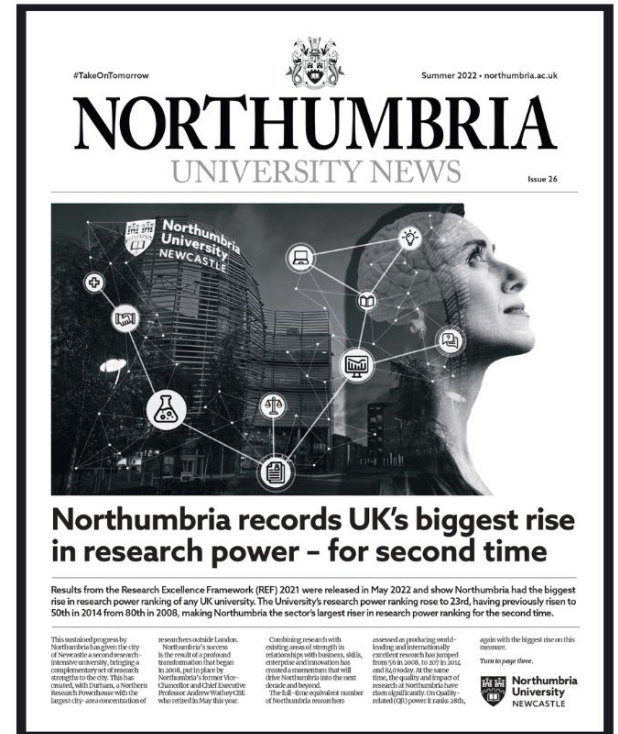 #TakeOnTomorrow
Summer 2022 • northumbria.ac.uk
NORTHUMBRIA
UNIVERSITY NEWS
Issue 26
Northumbria
University
NEWCASTLE
Northumbria records UK's biggest rise
in research power – for second time
Results from the Research Excellence Framework (REF) 2021 were released in May 2022 and show Northumbria had the biggest
rise in research power ranking of any UK university. The University's research power ranking rose to 23rd, having previously risen to
50th in 2014 from 80th in 2008, making Northumbria the sector's largest riser in research power ranking for the second time.
This sustained progress by
Northumbria has given the city
of Newcastle a second research-
intensive university, bringing a
complementary set of research
strengths to the city. This has
created, with Durham, a Northern
Research Powerhouse with the
largest city-area concentration of
researchers outside London.
Northumbria's success
is the result of a profound
transformation that began
in 2008, put in place by
Northumbria's former Vice-
Chancellor and Chief Executive
Professor Andrew Wathey CBE
who retired in May this year.
Combining research with
existing areas of strength in
relationships with business, skills,
enterprise and innovation has
created a momentum that will
drive Northumbria into the next
decade and beyond.
The full-time equivalent number
of Northumbria researchers
assessed as producing world-
leading and internationally
excellent research has jumped
from 56 in 2008, to 207 in 2014
and 840 today. At the same
time, the quality and impact of
research at Northumbria have
risen significantly. On Quality-
related (QR) power it ranks 28th,
again with the biggest rise on this
measure.
Turn to page three.
Northumbria
University
NEWCASTLE